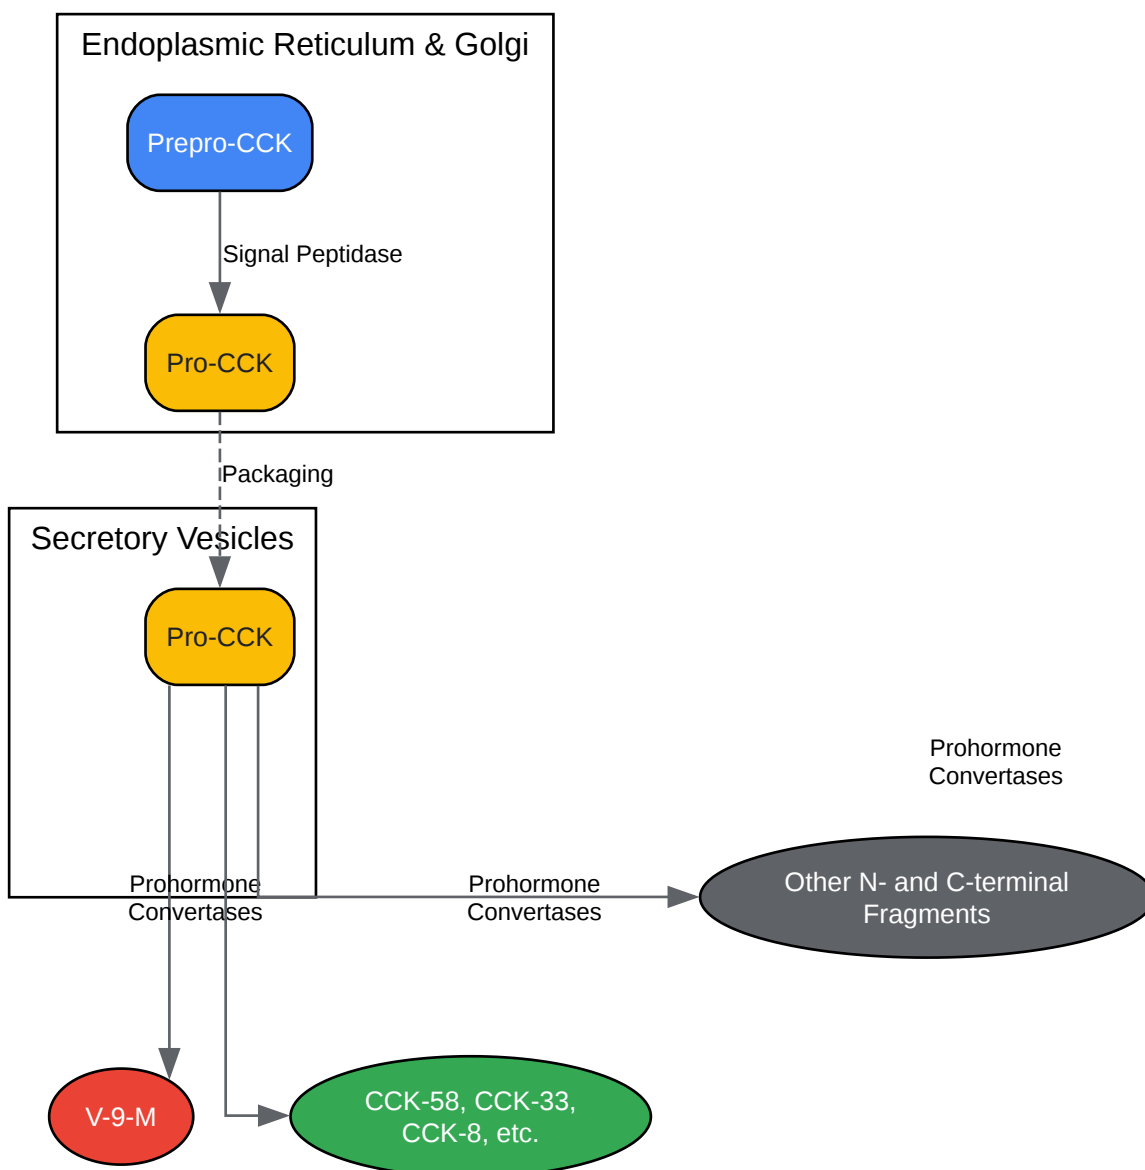 Endoplasmic Reticulum & Golgi
Prepro-CCK
Signal Peptidase
Pro-CCK
Packaging
Secretory Vesicles
Pro-CCK
Prohormone
Convertases
Prohormone
Convertases
Prohormone
Convertases
Other N- and C-terminal
Fragments
V-9-M
CCK-58, CCK-33,
CCK-8, etc.